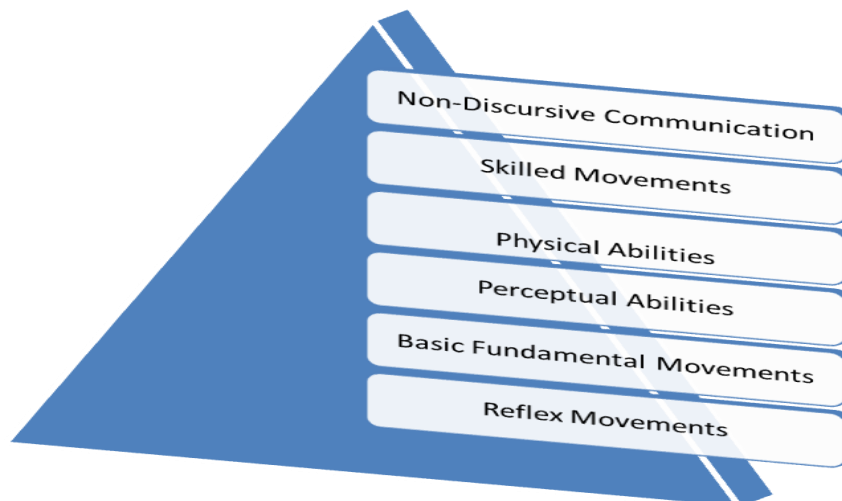 Non-Discursive Communication
Skilled Movements
Physical Abilities
Perceptual Abilities
Basic Fundamental Movements
Reflex Movements